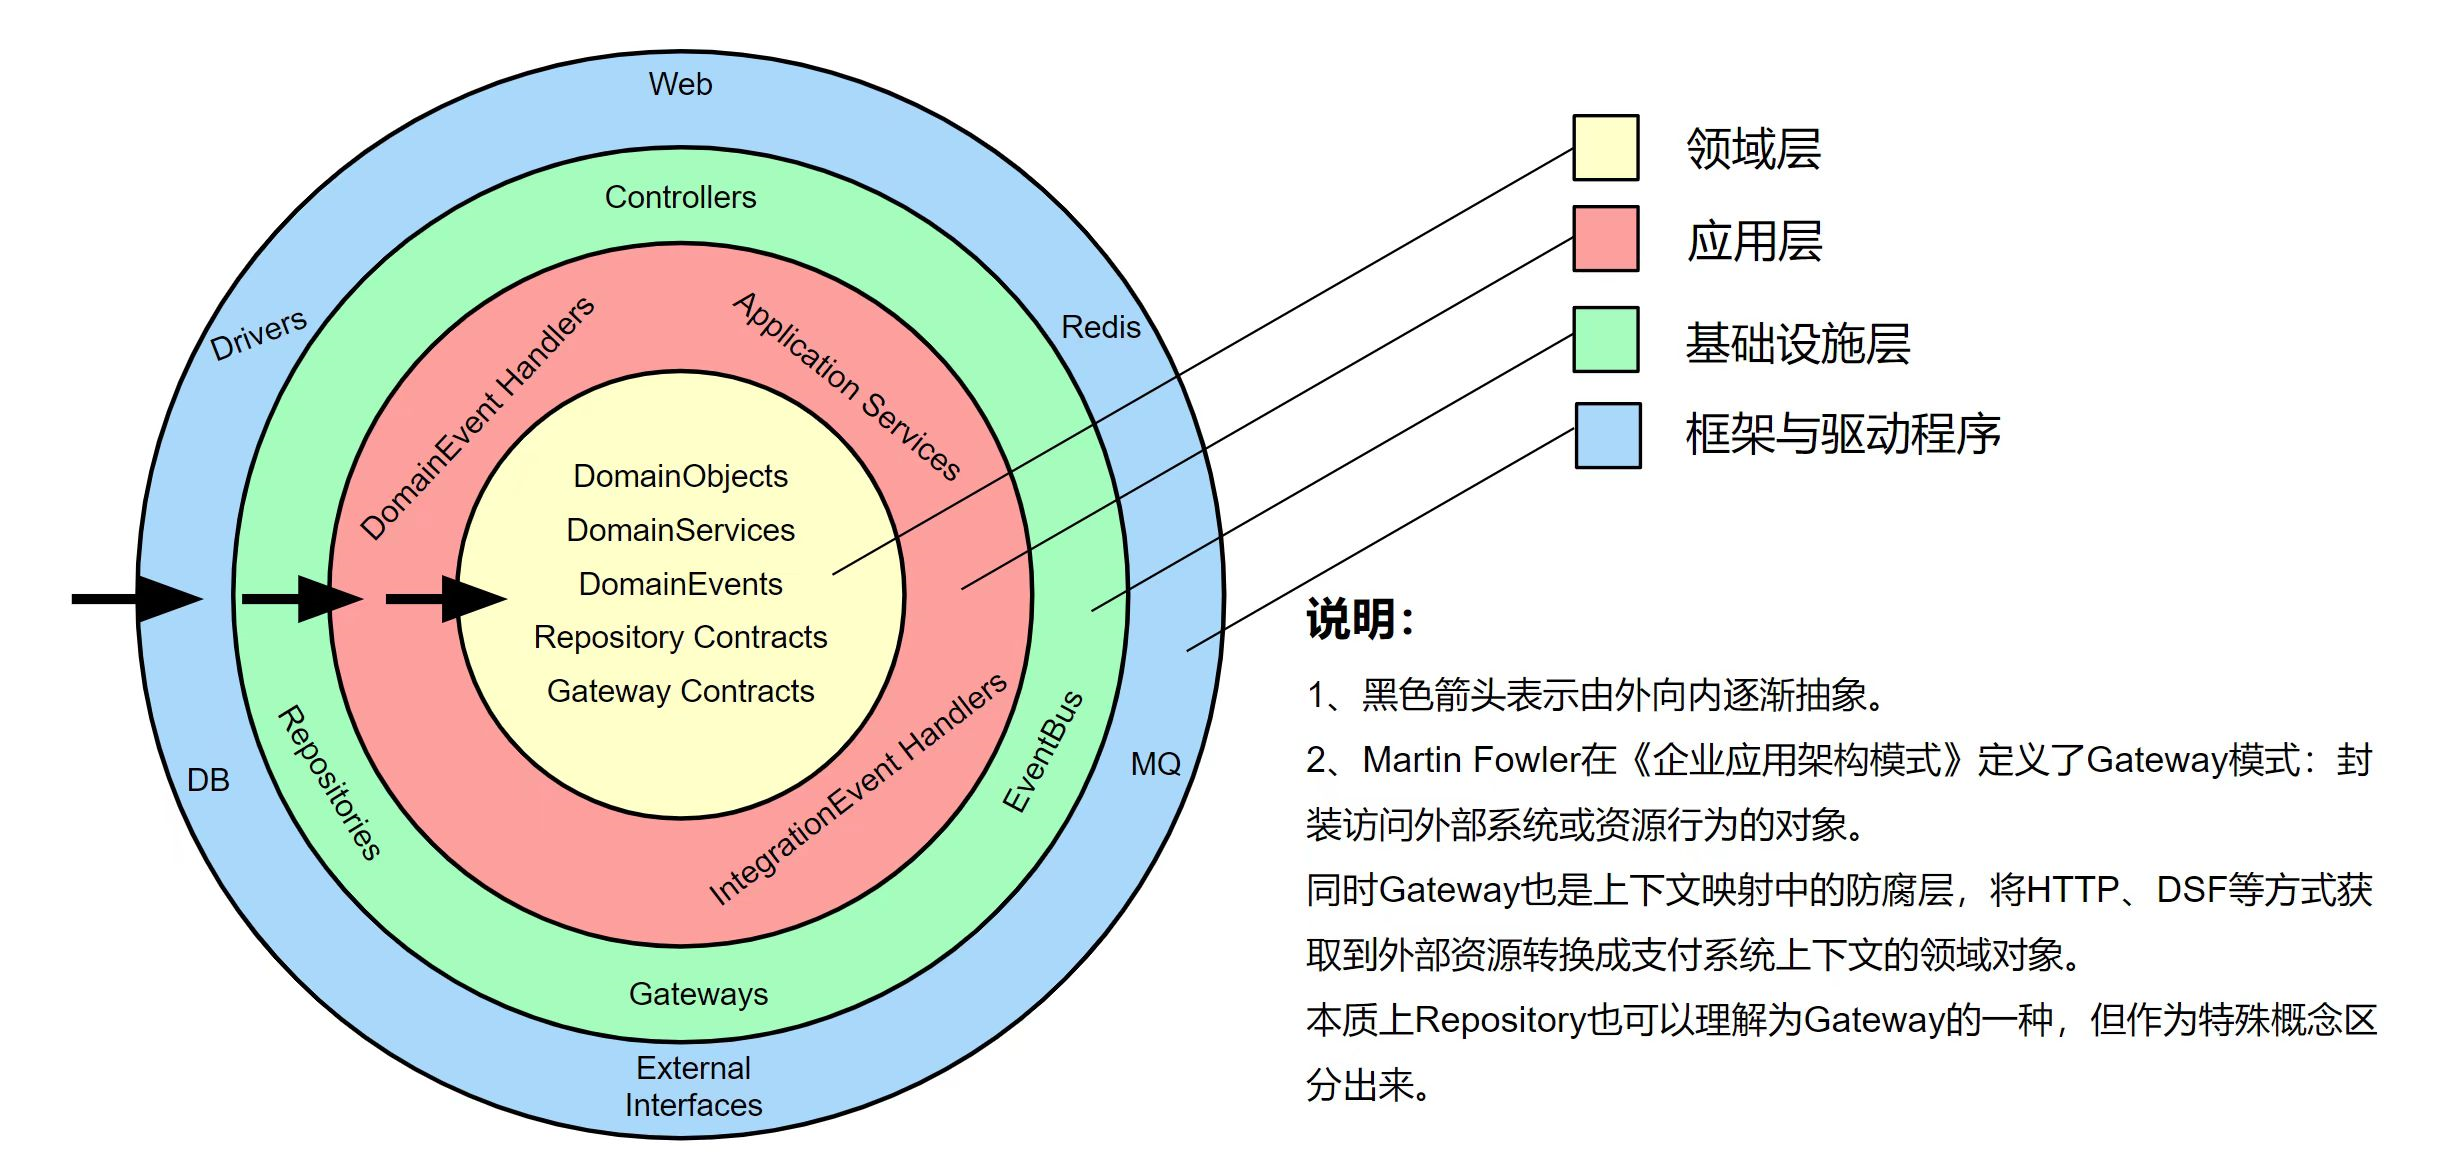 Web
Controllers
Drivers
DomainEvent Handlers
Application Services
Redis
DomainObjects
DomainServices
DomainEvents
Repository Contracts
Gateway Contracts
Repositories
DB
IntegrationEvent Handlers
EventBus
MQ
Gateways
External
Interfaces
领域层
应用层
基础设施层
框架与驱动程序
说明：
1、黑色箭头表示由外向内逐渐抽象。
2、Martin Fowler在《企业应用架构模式》定义了Gateway模式：封
装访问外部系统或资源行为的对象。
同时Gateway也是上下文映射中的防腐层，将HTTP、DSF等方式获
取到外部资源转换成支付系统上下文的领域对象。
本质上Repository也可以理解为Gateway的一种，但作为特殊概念区
分出来。